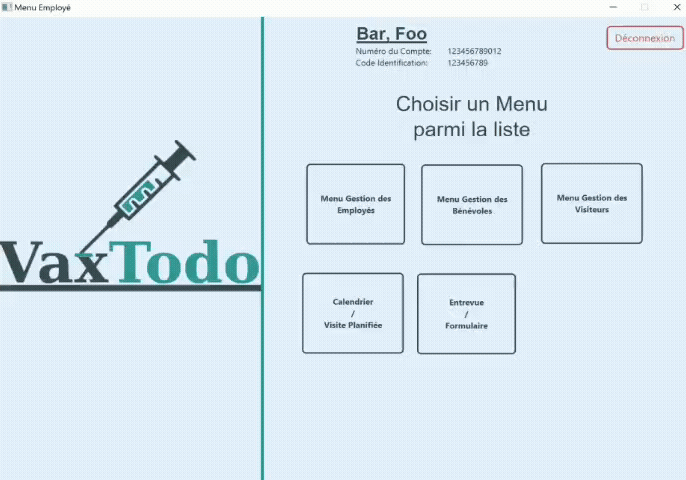 Menu Employé
Bar, Foo
Déconnexion
Numéro du Compte: 123456789012
Code Identification: 123456789
Choisir un Menu
parmi la liste
VaxTodo
Menu Gestion des
Employés
Menu Gestion des
Bénévoles
Menu Gestion des
Visiteurs
Calendrier
/
Visite Planifiée
Entrevue
/
Formulaire